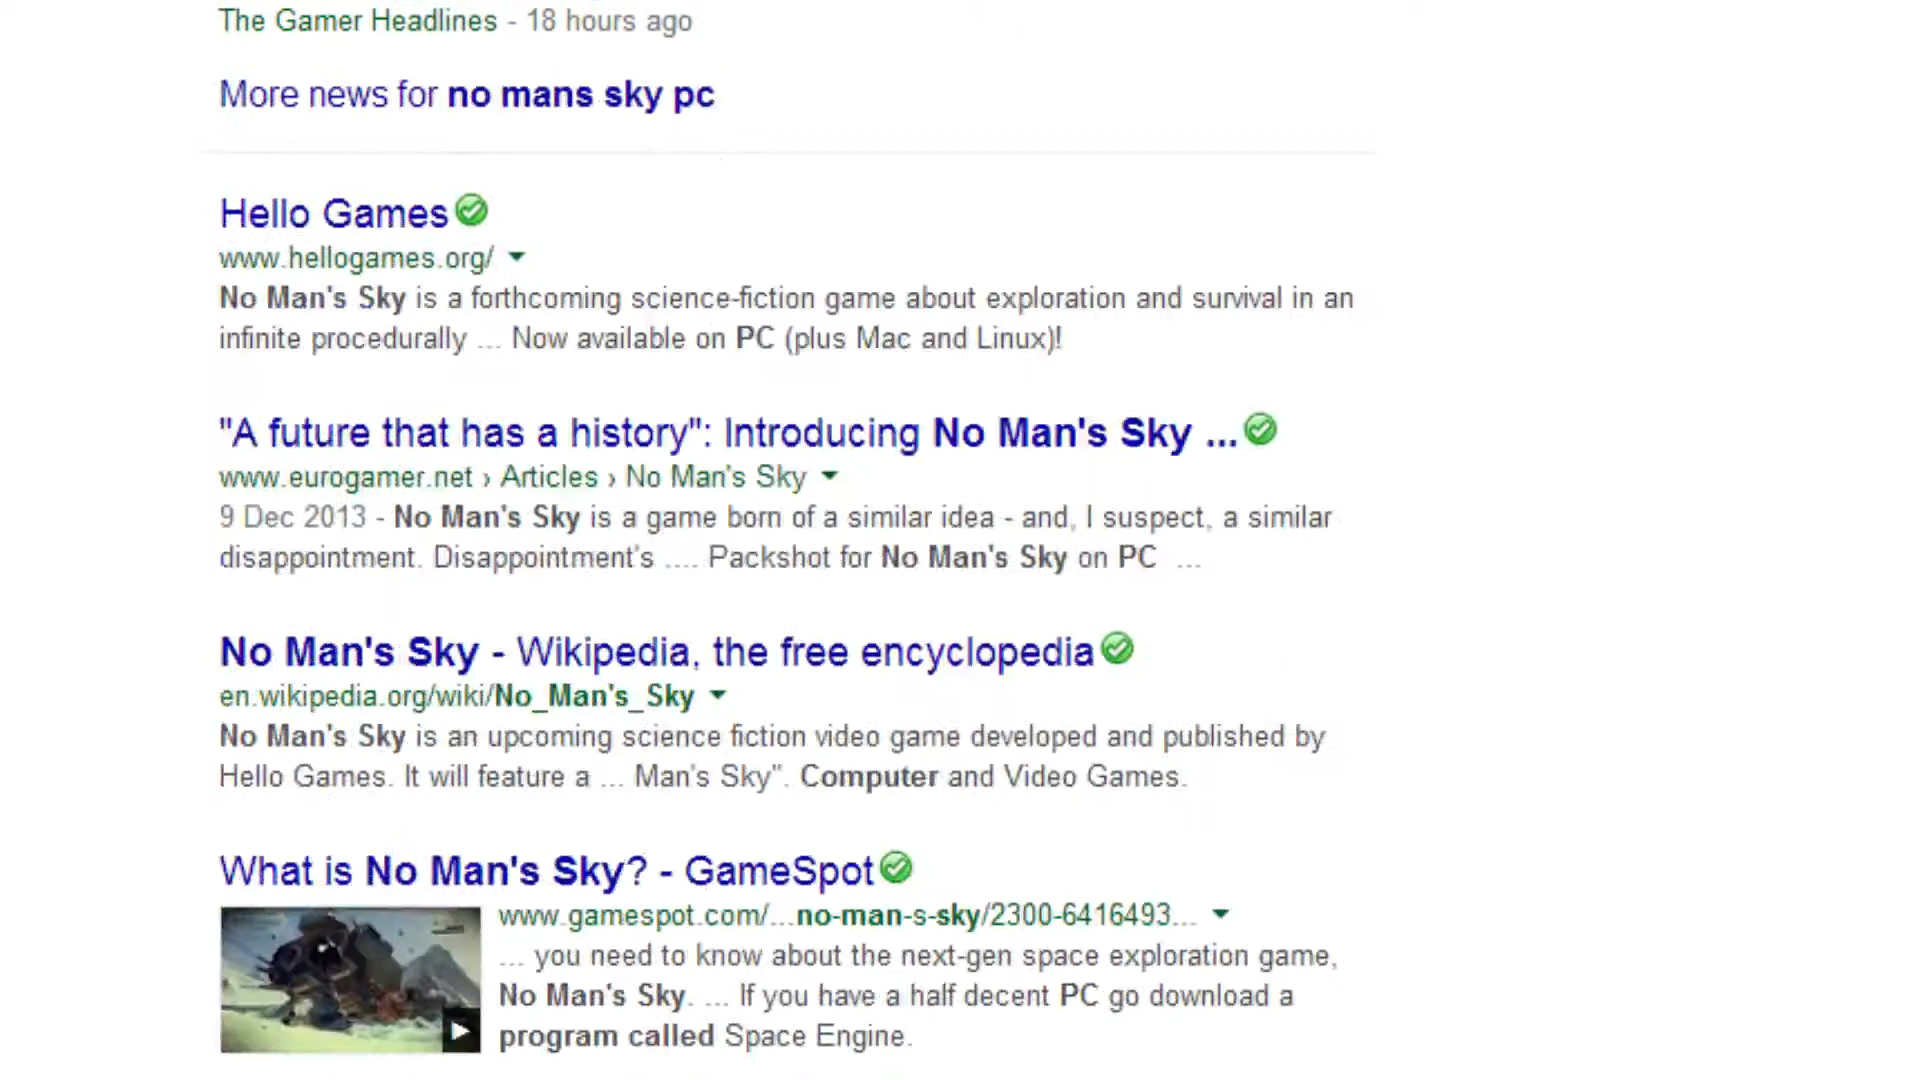 The Gamer Headlines - 18 hours ago
More news for no mans sky pc
Hello Games
www.hellogames.org/
No Man's Sky is a forthcoming science-fiction game about exploration and survival in an
infinite procedurally ... Now available on PC (plus Mac and Linux)!
"A future that has a history": Introducing No Man's Sky ...
www.eurogamer.net › Articles › No Man's Sky
9 Dec 2013 - No Man's Sky is a game born of a similar idea - and, I suspect, a similar
disappointment. Disappointment's .... Packshot for No Man's Sky on PC ...
No Man's Sky - Wikipedia, the free encyclopedia
en.wikipedia.org/wiki/No_Man's_Sky
No Man's Sky is an upcoming science fiction video game developed and published by
Hello Games. It will feature a ... Man's Sky". Computer and Video Games.
What is No Man's Sky? - GameSpot
www.gamespot.com/...no-man-s-sky/2300-6416493...
... you need to know about the next-gen space exploration game,
No Man's Sky. ... If you have a half decent PC go download a
program called Space Engine.